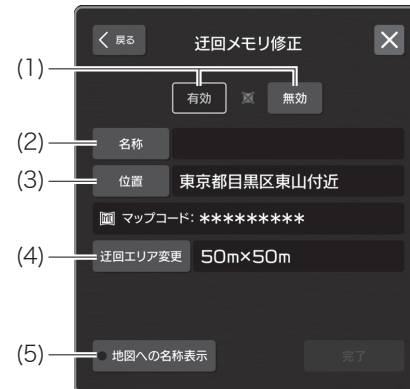 戻る 迂回メモリ修正
(1)
有効 無効
(2) 名称
(3) 位置 東京都目黒区東山付近
マップコード: *********
(4) 迂回エリア変更 50m×50m
(5) 地図への名称表示 完了